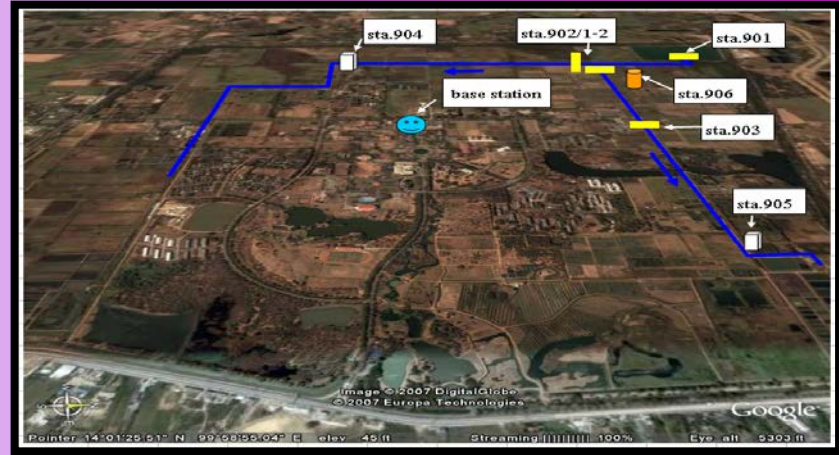 sta.904
sta.902/1-2
sta.901
base station
sta.906
sta.903
sta.905
Image © 2007 DigitalGlobe
© 2007 Europa Technologies
Google
Pointer 14°01'25.51" N 99°58'55.04" E elev 45 ft Streaming |||||||||| 100% Eye alt 5303 ft